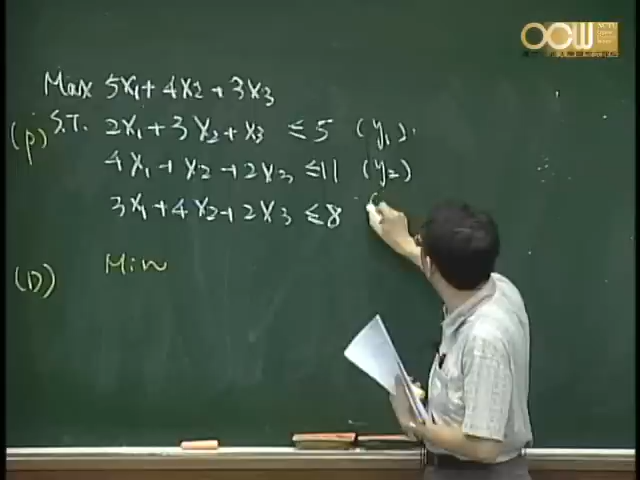 Max 5x₁ + 4x₂ + 3x₃
(P) S.T. 2x₁ + 3x₂ + x₃ ≤ 5 (y₁)
4x₁ + x₂ + 2x₃ ≤ 11 (y₂)
3x₁ + 4x₂ + 2x₃ ≤ 8 (
(D) Min
OCW